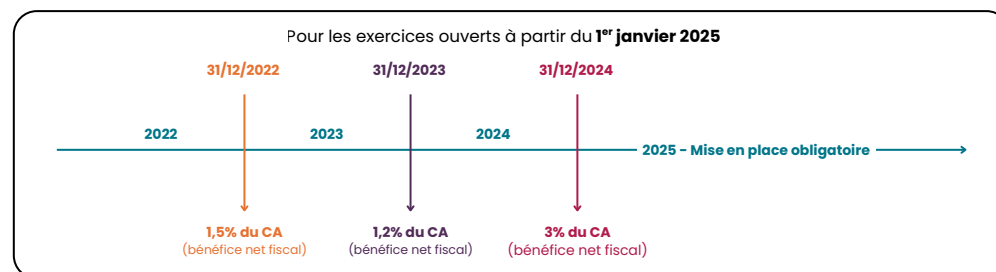 Pour les exercices ouverts à partir du 1er janvier 2025
31/12/2022 31/12/2023 31/12/2024
2022 2023 2024
2025 - Mise en place obligatoire
1,5% du CA 1,2% du CA 3% du CA
(bénéfice net fiscal) (bénéfice net fiscal) (bénéfice net fiscal)